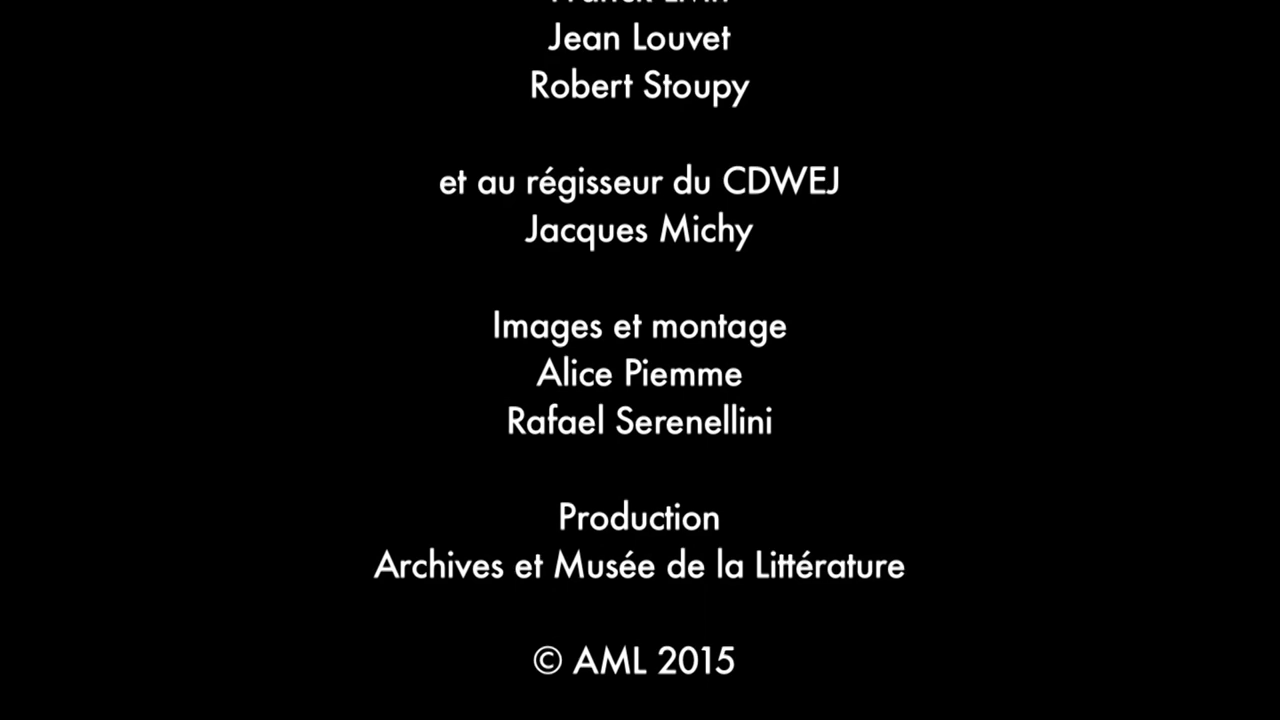 Jean Louvet
Robert Stoupy
et au régisseur du CDWEJ
Jacques Michy
Images et montage
Alice Piemme
Rafael Serenellini
Production
Archives et Musée de la Littérature
© AML 2015